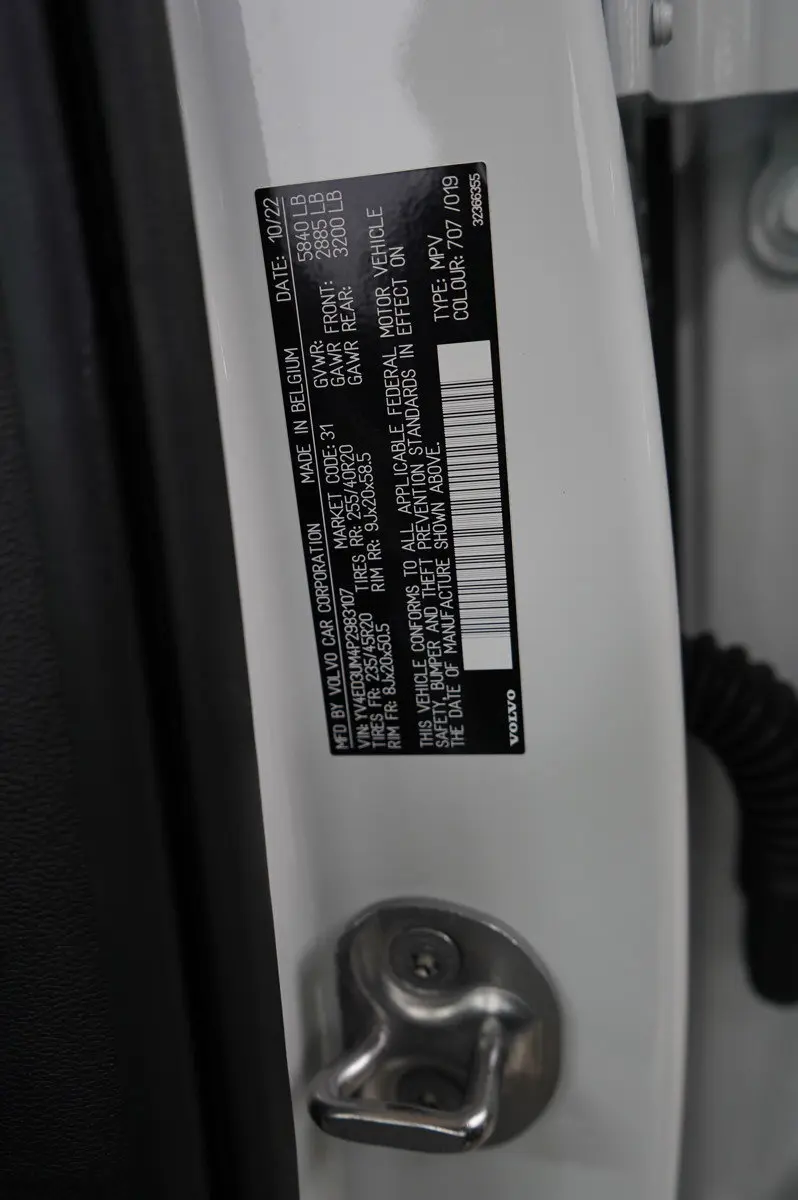 MFD BY VOLVO CAR CORPORATION MADE IN BELGIUM DATE: 10/22
VIN: YV4ED3UM4P2983107 MARKET CODE: 31 GVWR: 5840 LB
TIRES FR: 235/45R20 TIRES RR: 255/40R20 GAWR FRONT: 2885 LB
RIM FR: 8Jx20x50.5 RIM RR: 9Jx20x58.5 GAWR REAR: 3200 LB
THIS VEHICLE CONFORMS TO ALL APPLICABLE FEDERAL MOTOR VEHICLE
SAFETY, BUMPER AND THEFT PREVENTION STANDARDS IN EFFECT ON
THE DATE OF MANUFACTURE SHOWN ABOVE.
TYPE: MPV
COLOUR: 707 /019
32366355
VOLVO